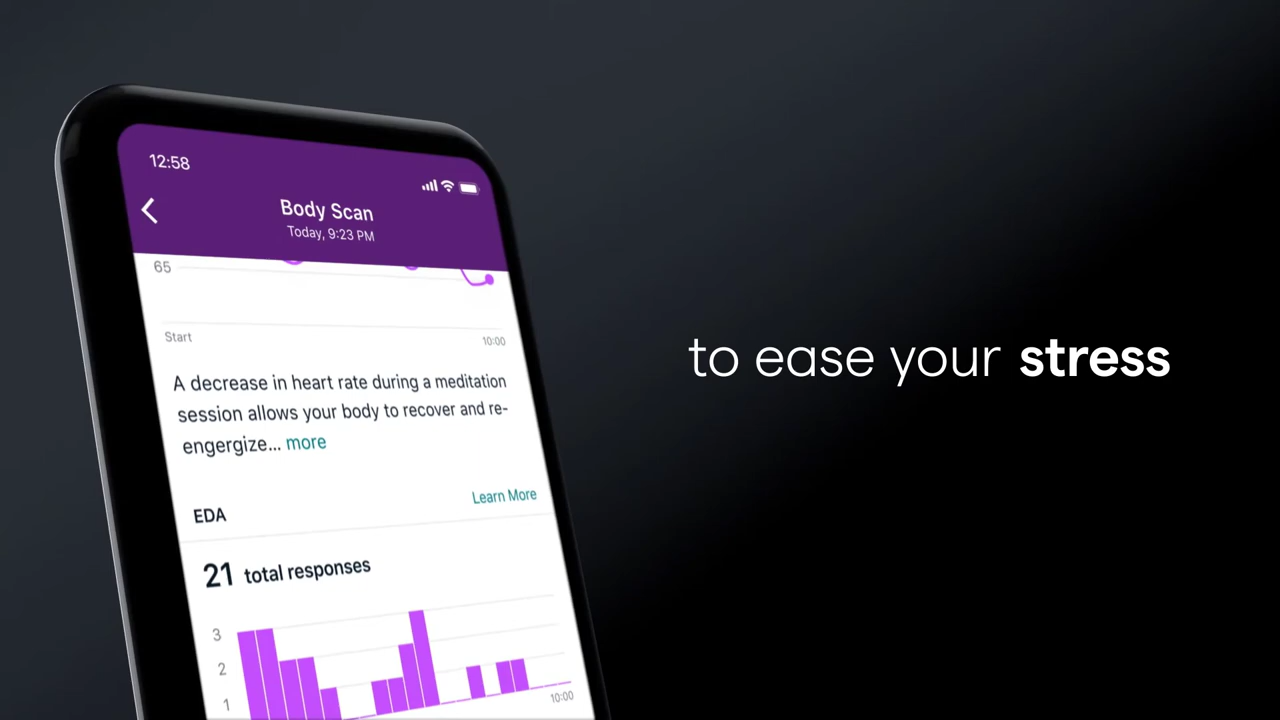 12:58
Body Scan
Today, 9:23 PM
65
Start
10:00
A decrease in heart rate during a meditation
session allows your body to recover and re-
engergize... more
EDA
Learn More
21 total responses
3
2
1
10:00
to ease your stress